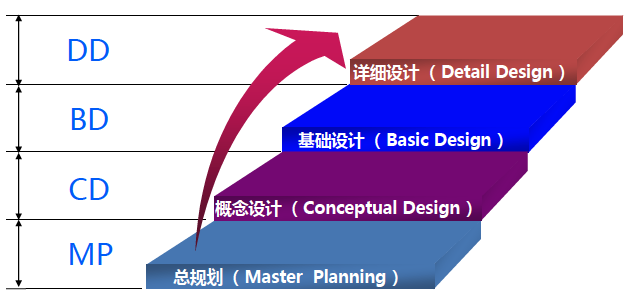 DD
详细设计（Detail Design）
BD
基础设计（Basic Design）
CD
概念设计（Conceptual Design）
MP
总规划（Master Planning）